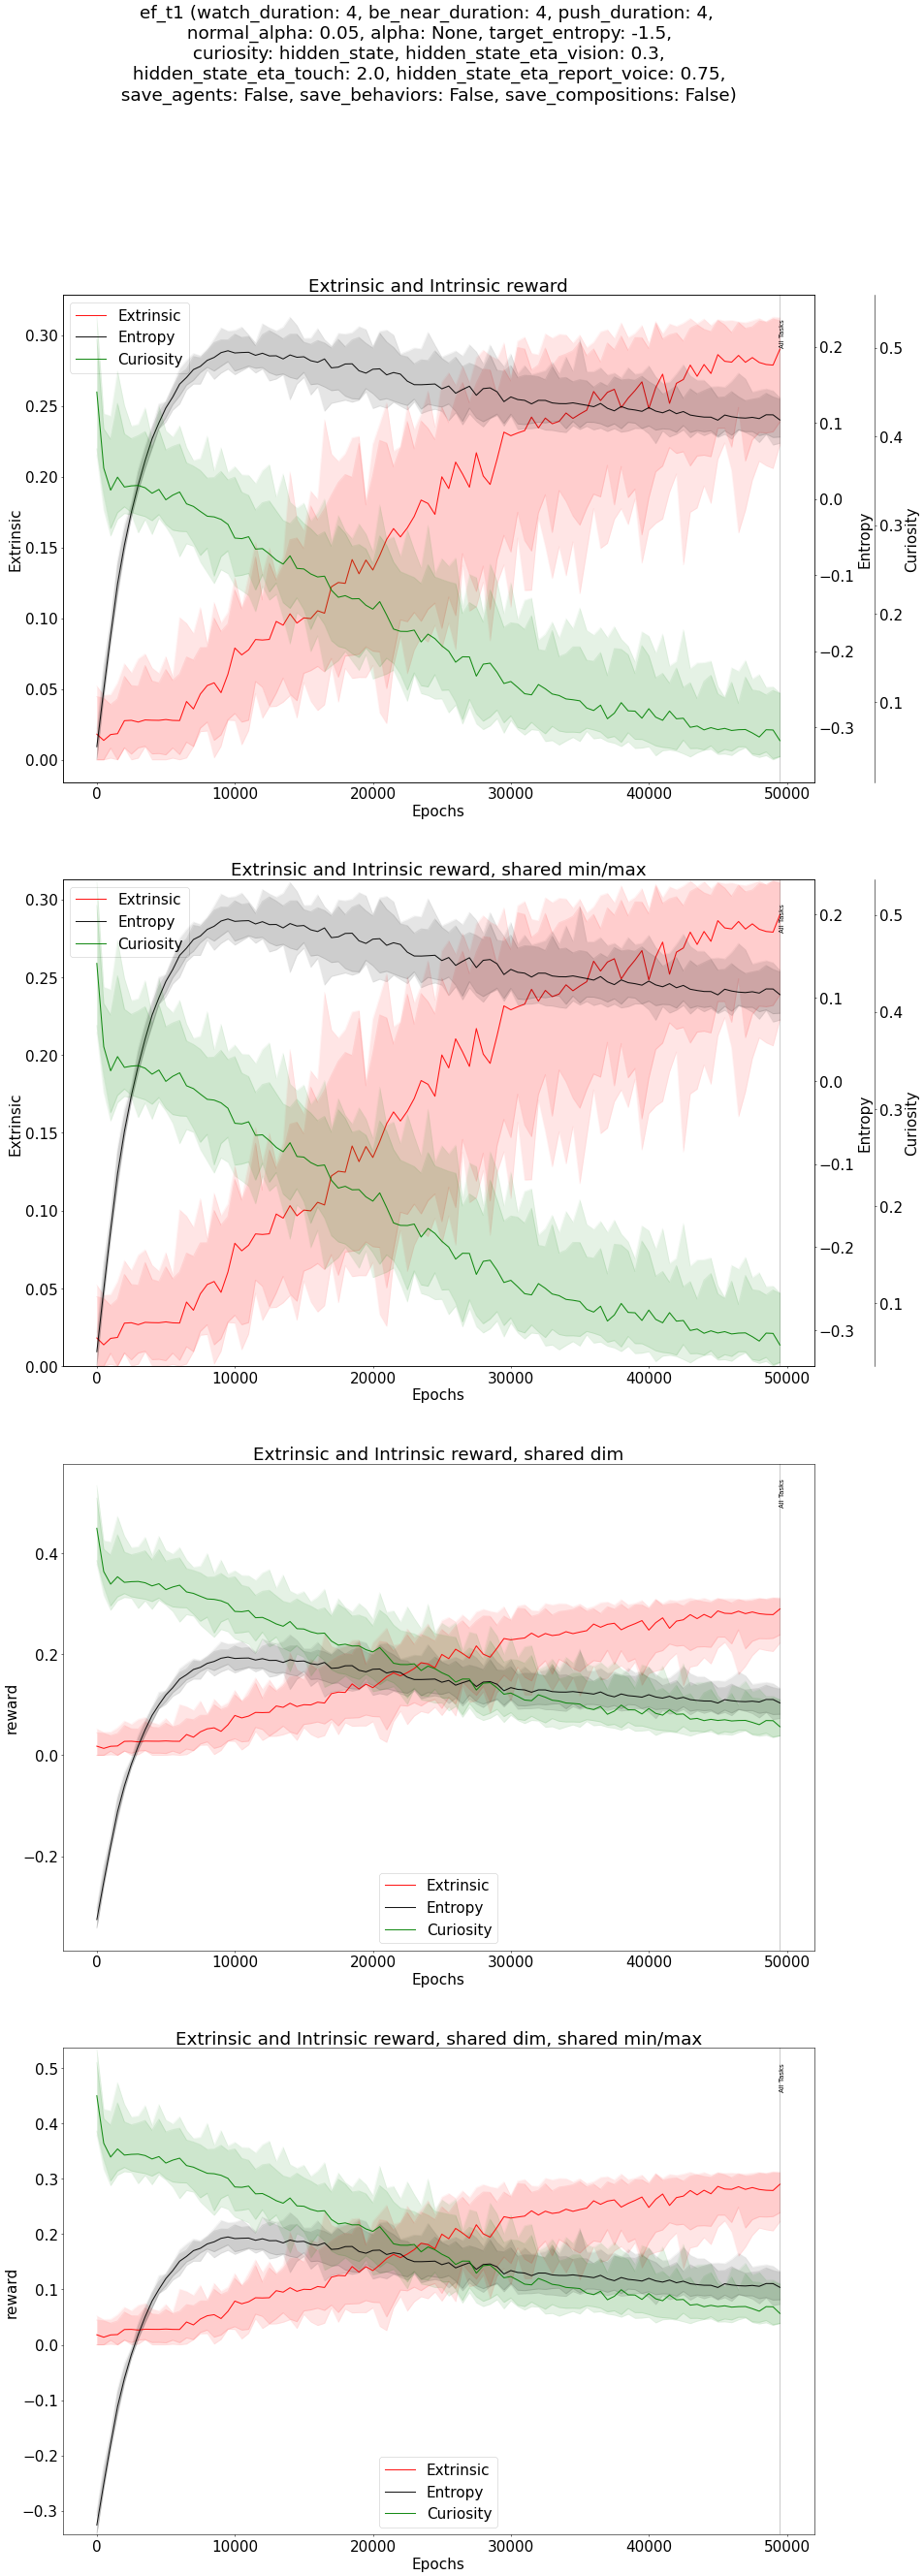 ef_t1 (watch_duration: 4, be_near_duration: 4, push_duration: 4,
normal_alpha: 0.05, alpha: None, target_entropy: -1.5,
curiosity: hidden_state, hidden_state_eta_vision: 0.3,
hidden_state_eta_touch: 2.0, hidden_state_eta_report_voice: 0.75,
save_agents: False, save_behaviors: False, save_compositions: False)
Extrinsic and Intrinsic reward
Extrinsic
Entropy
Curiosity
All Tasks
0.30
0.25
0.20
0.15
0.10
0.05
0.00
Extrinsic
0.2
0.1
0.0
−0.1
−0.2
−0.3
Entropy
0.5
0.4
0.3
0.2
0.1
Curiosity
0 10000 20000 30000 40000 50000
Epochs
Extrinsic and Intrinsic reward, shared min/max
Extrinsic
Entropy
Curiosity
All Tasks
0.30
0.25
0.20
0.15
0.10
0.05
0.00
Extrinsic
0.2
0.1
0.0
−0.1
−0.2
−0.3
Entropy
0.5
0.4
0.3
0.2
0.1
Curiosity
0 10000 20000 30000 40000 50000
Epochs
Extrinsic and Intrinsic reward, shared dim
All Tasks
0.4
0.2
0.0
−0.2
reward
Extrinsic
Entropy
Curiosity
0 10000 20000 30000 40000 50000
Epochs
Extrinsic and Intrinsic reward, shared dim, shared min/max
All Tasks
0.5
0.4
0.3
0.2
0.1
0.0
−0.1
−0.2
−0.3
reward
Extrinsic
Entropy
Curiosity
0 10000 20000 30000 40000 50000
Epochs